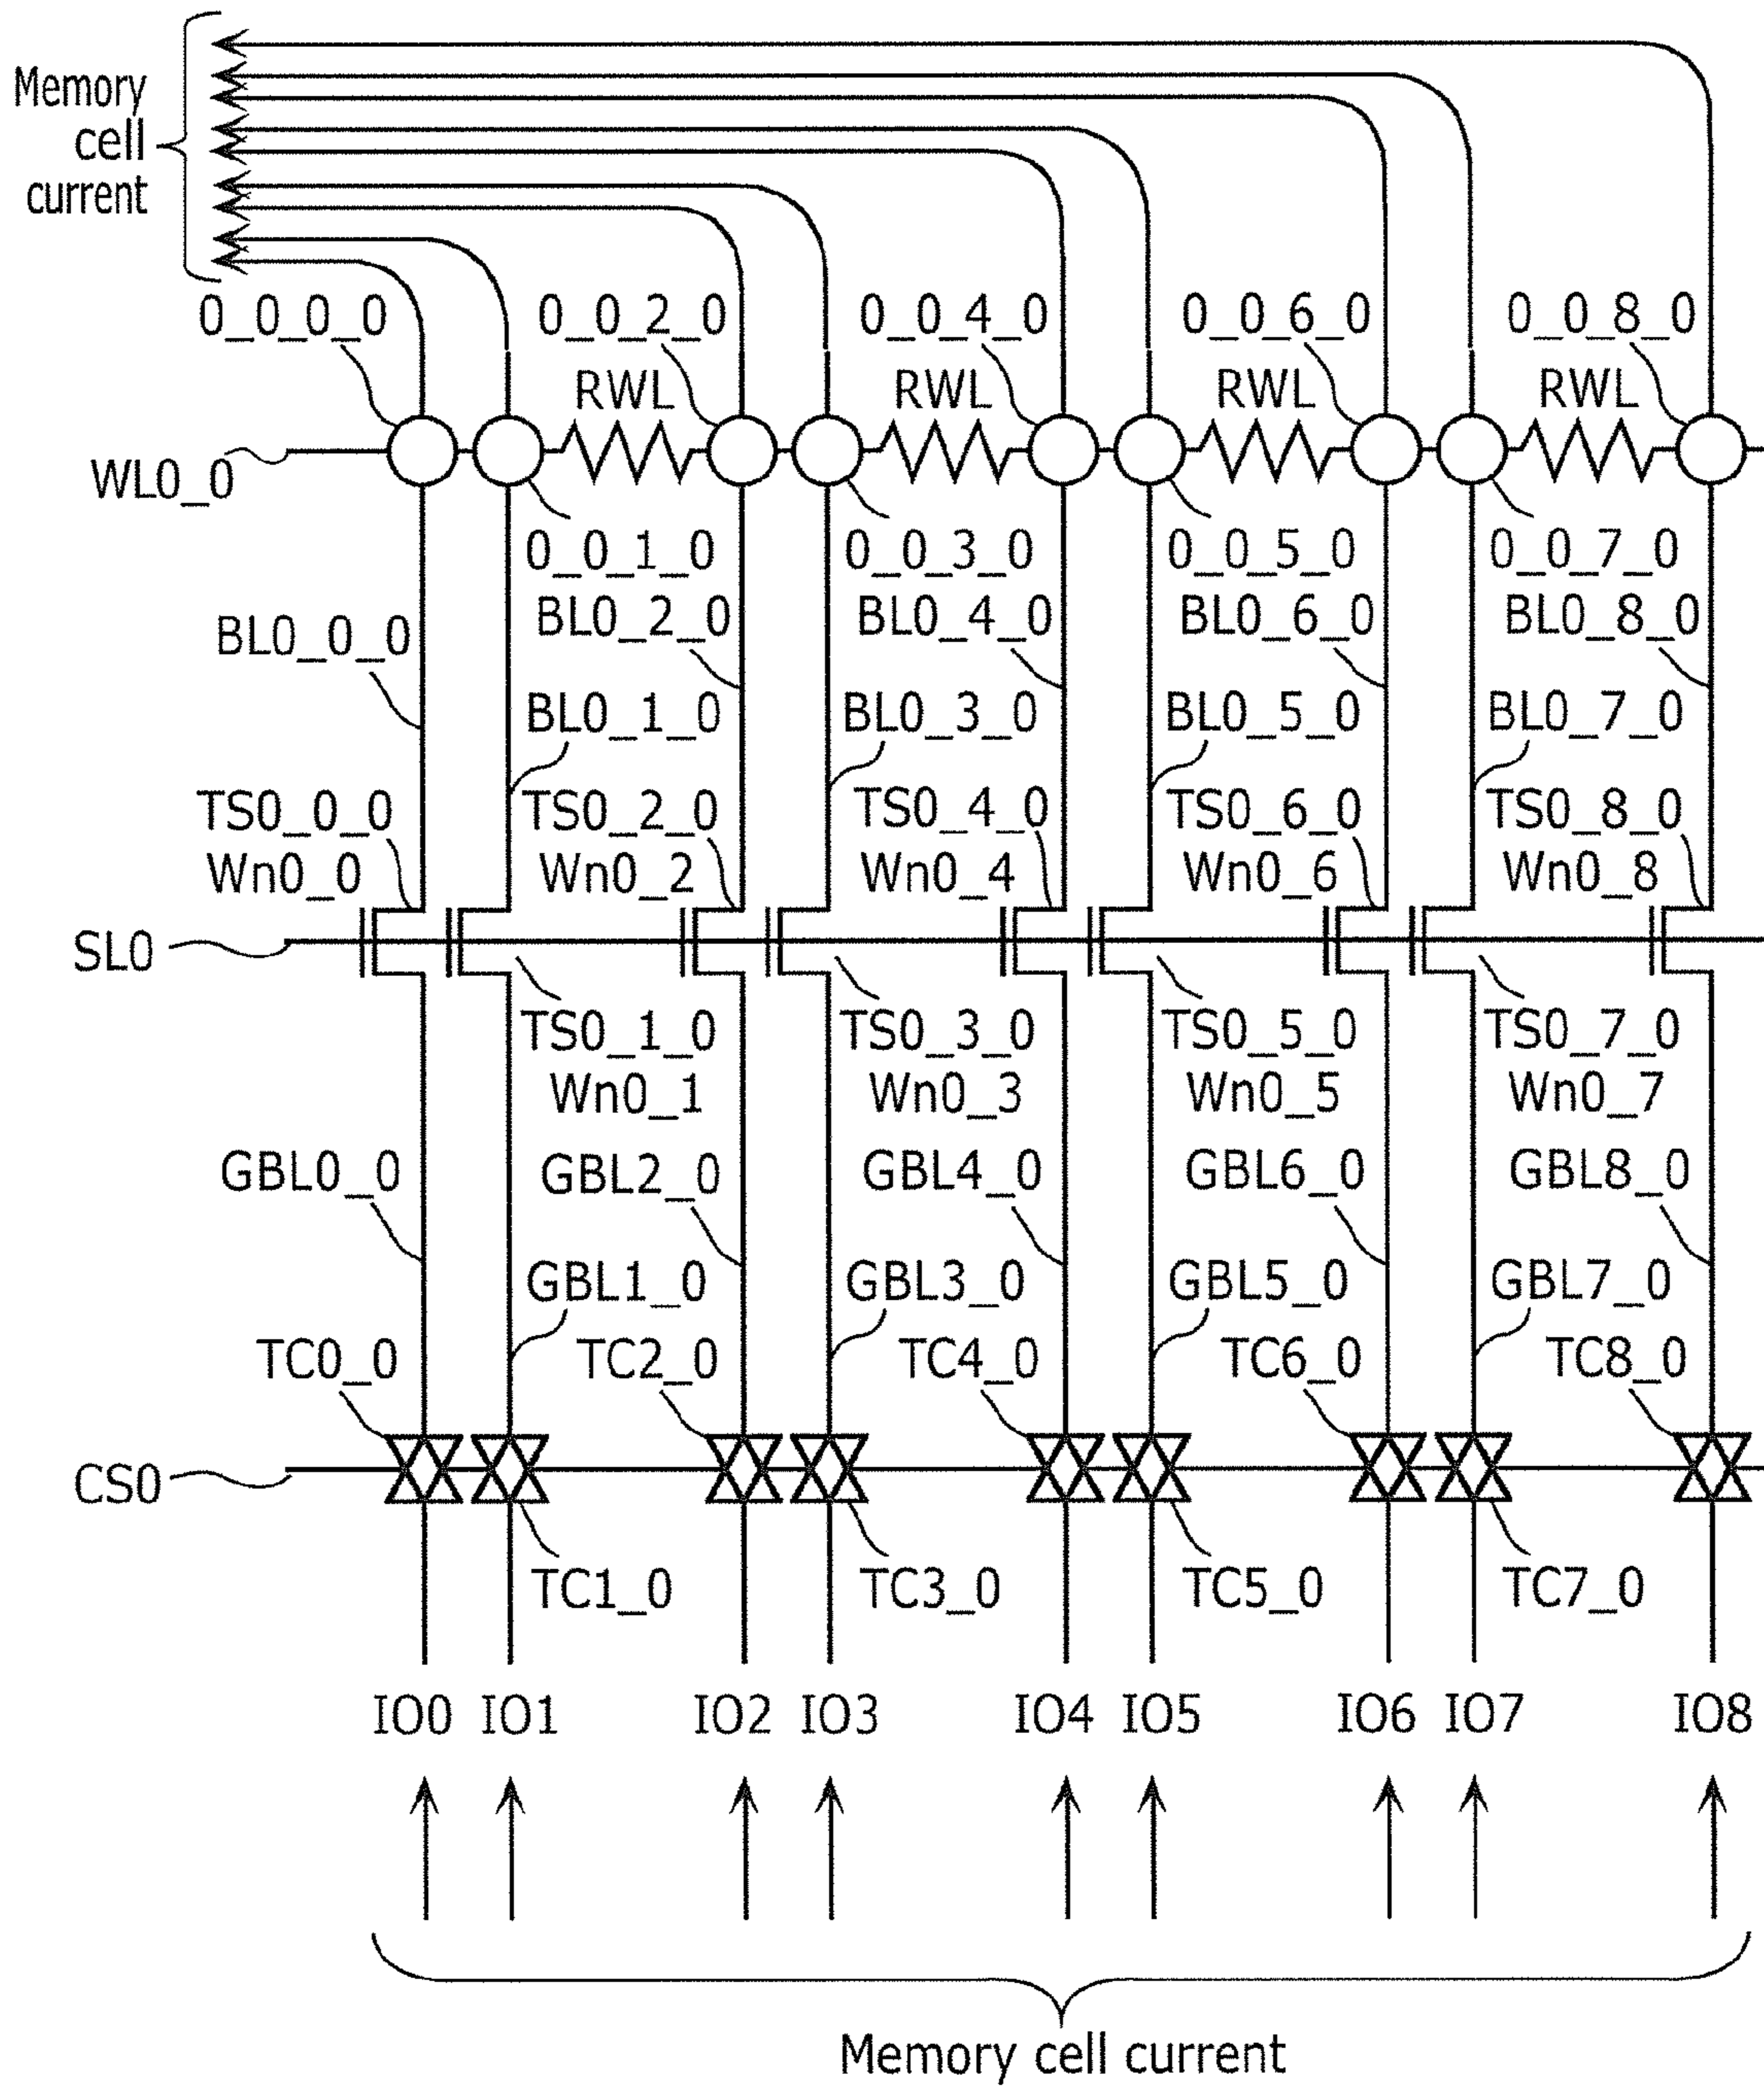 Memory
cell
current
0_0_0_0 0_0_2_0 0_0_4_0 0_0_6_0 0_0_8_0
RWL RWL RWL RWL
WL0_0
0_0_1_0 0_0_3_0 0_0_5_0 0_0_7_0
BL0_0_0 BL0_2_0 BL0_4_0 BL0_6_0 BL0_8_0
BL0_1_0 BL0_3_0 BL0_5_0 BL0_7_0
TS0_0_0 TS0_2_0 TS0_4_0 TS0_6_0 TS0_8_0
Wn0_0 Wn0_2 Wn0_4 Wn0_6 Wn0_8
SL0
TS0_1_0 TS0_3_0 TS0_5_0 TS0_7_0
Wn0_1 Wn0_3 Wn0_5 Wn0_7
GBL0_0 GBL2_0 GBL4_0 GBL6_0 GBL8_0
GBL1_0 GBL3_0 GBL5_0 GBL7_0
TC0_0 TC2_0 TC4_0 TC6_0 TC8_0
CS0
TC1_0 TC3_0 TC5_0 TC7_0
IO0 IO1 IO2 IO3 IO4 IO5 IO6 IO7 IO8
Memory cell current